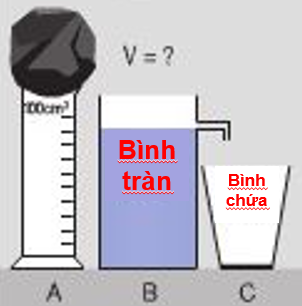 V = ?
100cm³
Bình
tràn
Bình
chứa
A
B
C